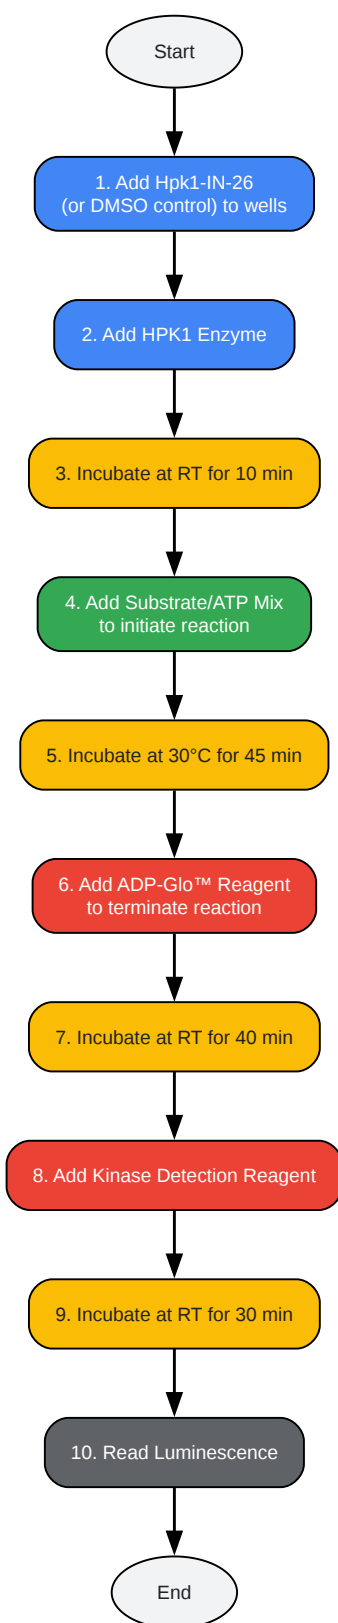 Start
1. Add Hpk1-IN-26
(or DMSO control) to wells
2. Add HPK1 Enzyme
3. Incubate at RT for 10 min
4. Add Substrate/ATP Mix
to initiate reaction
5. Incubate at 30°C for 45 min
6. Add ADP-Glo™ Reagent
to terminate reaction
7. Incubate at RT for 40 min
8. Add Kinase Detection Reagent
9. Incubate at RT for 30 min
10. Read Luminescence
End